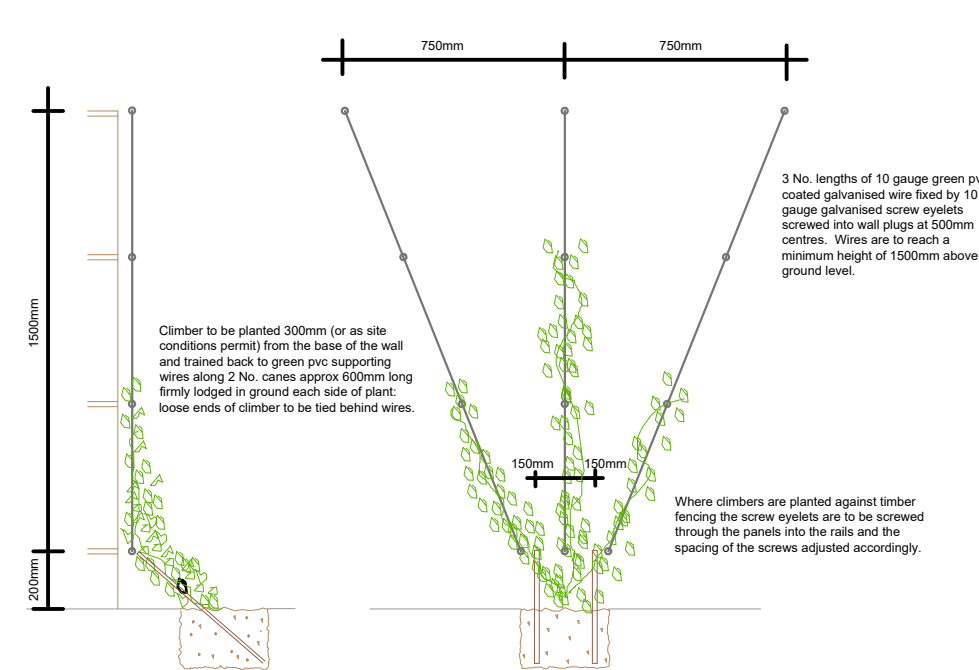 750mm
750mm
3 No. lengths of 10 gauge green pv
coated galvanised wire fixed by 10
gauge galvanised screw eyelets
screwed into wall plugs at 500mm
centres. Wires are to reach a
minimum height of 1500mm above
ground level.
1500mm
Climber to be planted 300mm (or as site
conditions permit) from the base of the wall
and trained back to green pvc supporting
wires along 2 No. canes approx 600mm long
firmly lodged in ground each side of plant:
loose ends of climber to be tied behind wires.
150mm
150mm
Where climbers are planted against timber
fencing the screw eyelets are to be screwed
through the panels into the rails and the
spacing of the screws adjusted accordingly.
200mm